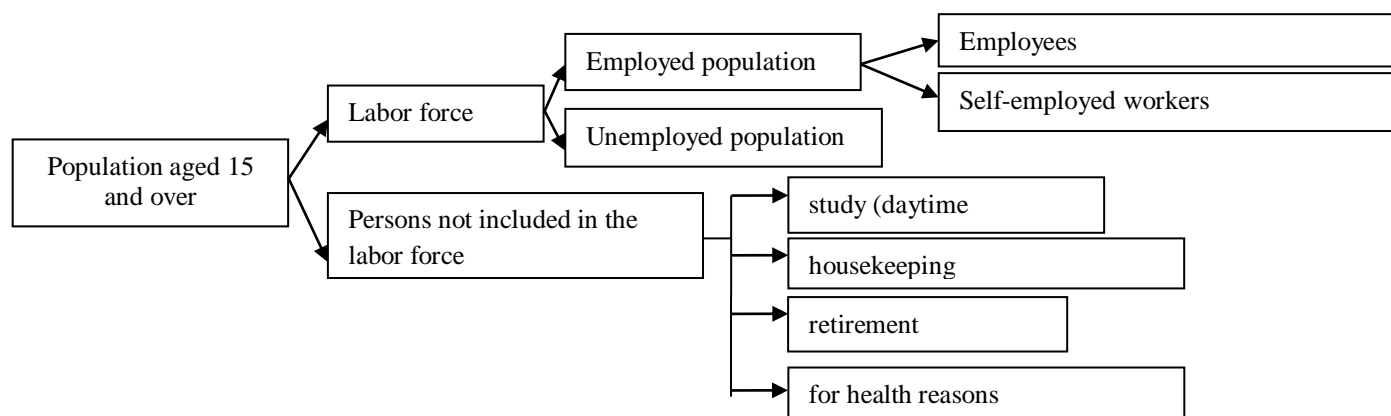 Population aged 15
and over
Labor force
Employed population
Employees
Self-employed workers
Unemployed population
Persons not included in the
labor force
study (daytime
housekeeping
retirement
for health reasons